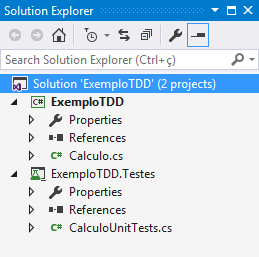 Solution Explorer
Search Solution Explorer (Ctrl+ç)
Solution 'ExemploTDD' (2 projects)
C# ExemploTDD
Properties
References
C# Calculo.cs
ExemploTDD.Testes
Properties
References
C# CalculoUnitTests.cs